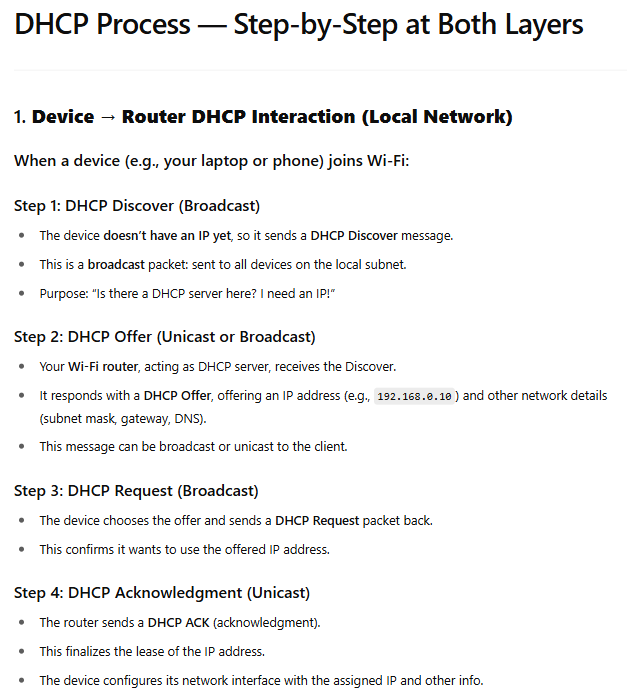 DHCP Process — Step-by-Step at Both Layers
1. Device → Router DHCP Interaction (Local Network)
When a device (e.g., your laptop or phone) joins Wi-Fi:
Step 1: DHCP Discover (Broadcast)
• The device doesn’t have an IP yet, so it sends a DHCP Discover message.
• This is a broadcast packet: sent to all devices on the local subnet.
• Purpose: “Is there a DHCP server here? I need an IP!”
Step 2: DHCP Offer (Unicast or Broadcast)
• Your Wi-Fi router, acting as DHCP server, receives the Discover.
• It responds with a DHCP Offer, offering an IP address (e.g., 192.168.0.10) and other network details
(subnet mask, gateway, DNS).
• This message can be broadcast or unicast to the client.
Step 3: DHCP Request (Broadcast)
• The device chooses the offer and sends a DHCP Request packet back.
• This confirms it wants to use the offered IP address.
Step 4: DHCP Acknowledgment (Unicast)
• The router sends a DHCP ACK (acknowledgment).
• This finalizes the lease of the IP address.
• The device configures its network interface with the assigned IP and other info.